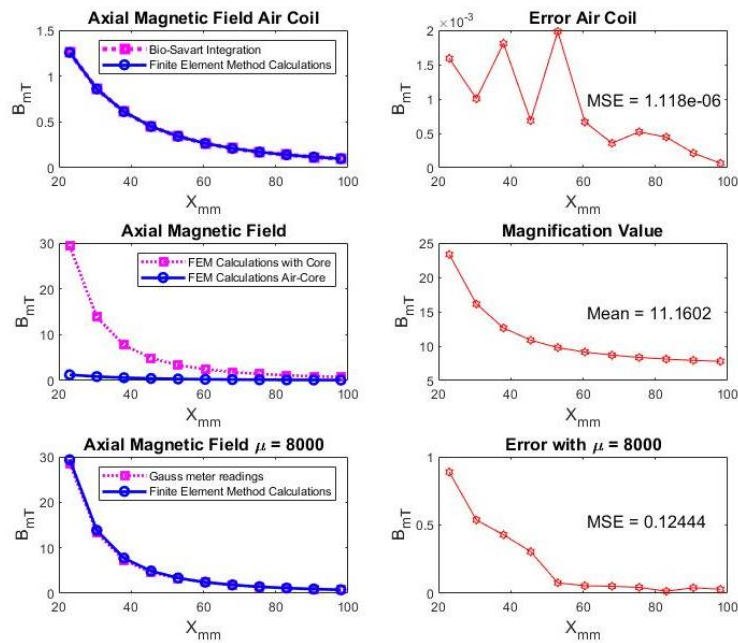 Axial Magnetic Field Air Coil
1.5
1
0.5
0
B_mT
Bio-Savart Integration
Finite Element Method Calculations
20 40 60 80 100
X_mm
Error Air Coil
×10^-3
2
1.5
1
0.5
0
B_mT
MSE = 1.118e-06
20 40 60 80 100
X_mm
Axial Magnetic Field
30
20
10
0
B_mT
FEM Calculations with Core
FEM Calculations Air-Core
20 40 60 80 100
X_mm
Magnification Value
25
20
15
10
5
B_mT
Mean = 11.1602
20 40 60 80 100
X_mm
Axial Magnetic Field μ = 8000
30
20
10
0
B_mT
Gauss meter readings
Finite Element Method Calculations
20 40 60 80 100
X_mm
Error with μ = 8000
1
0.5
0
B_mT
MSE = 0.12444
20 40 60 80 100
X_mm